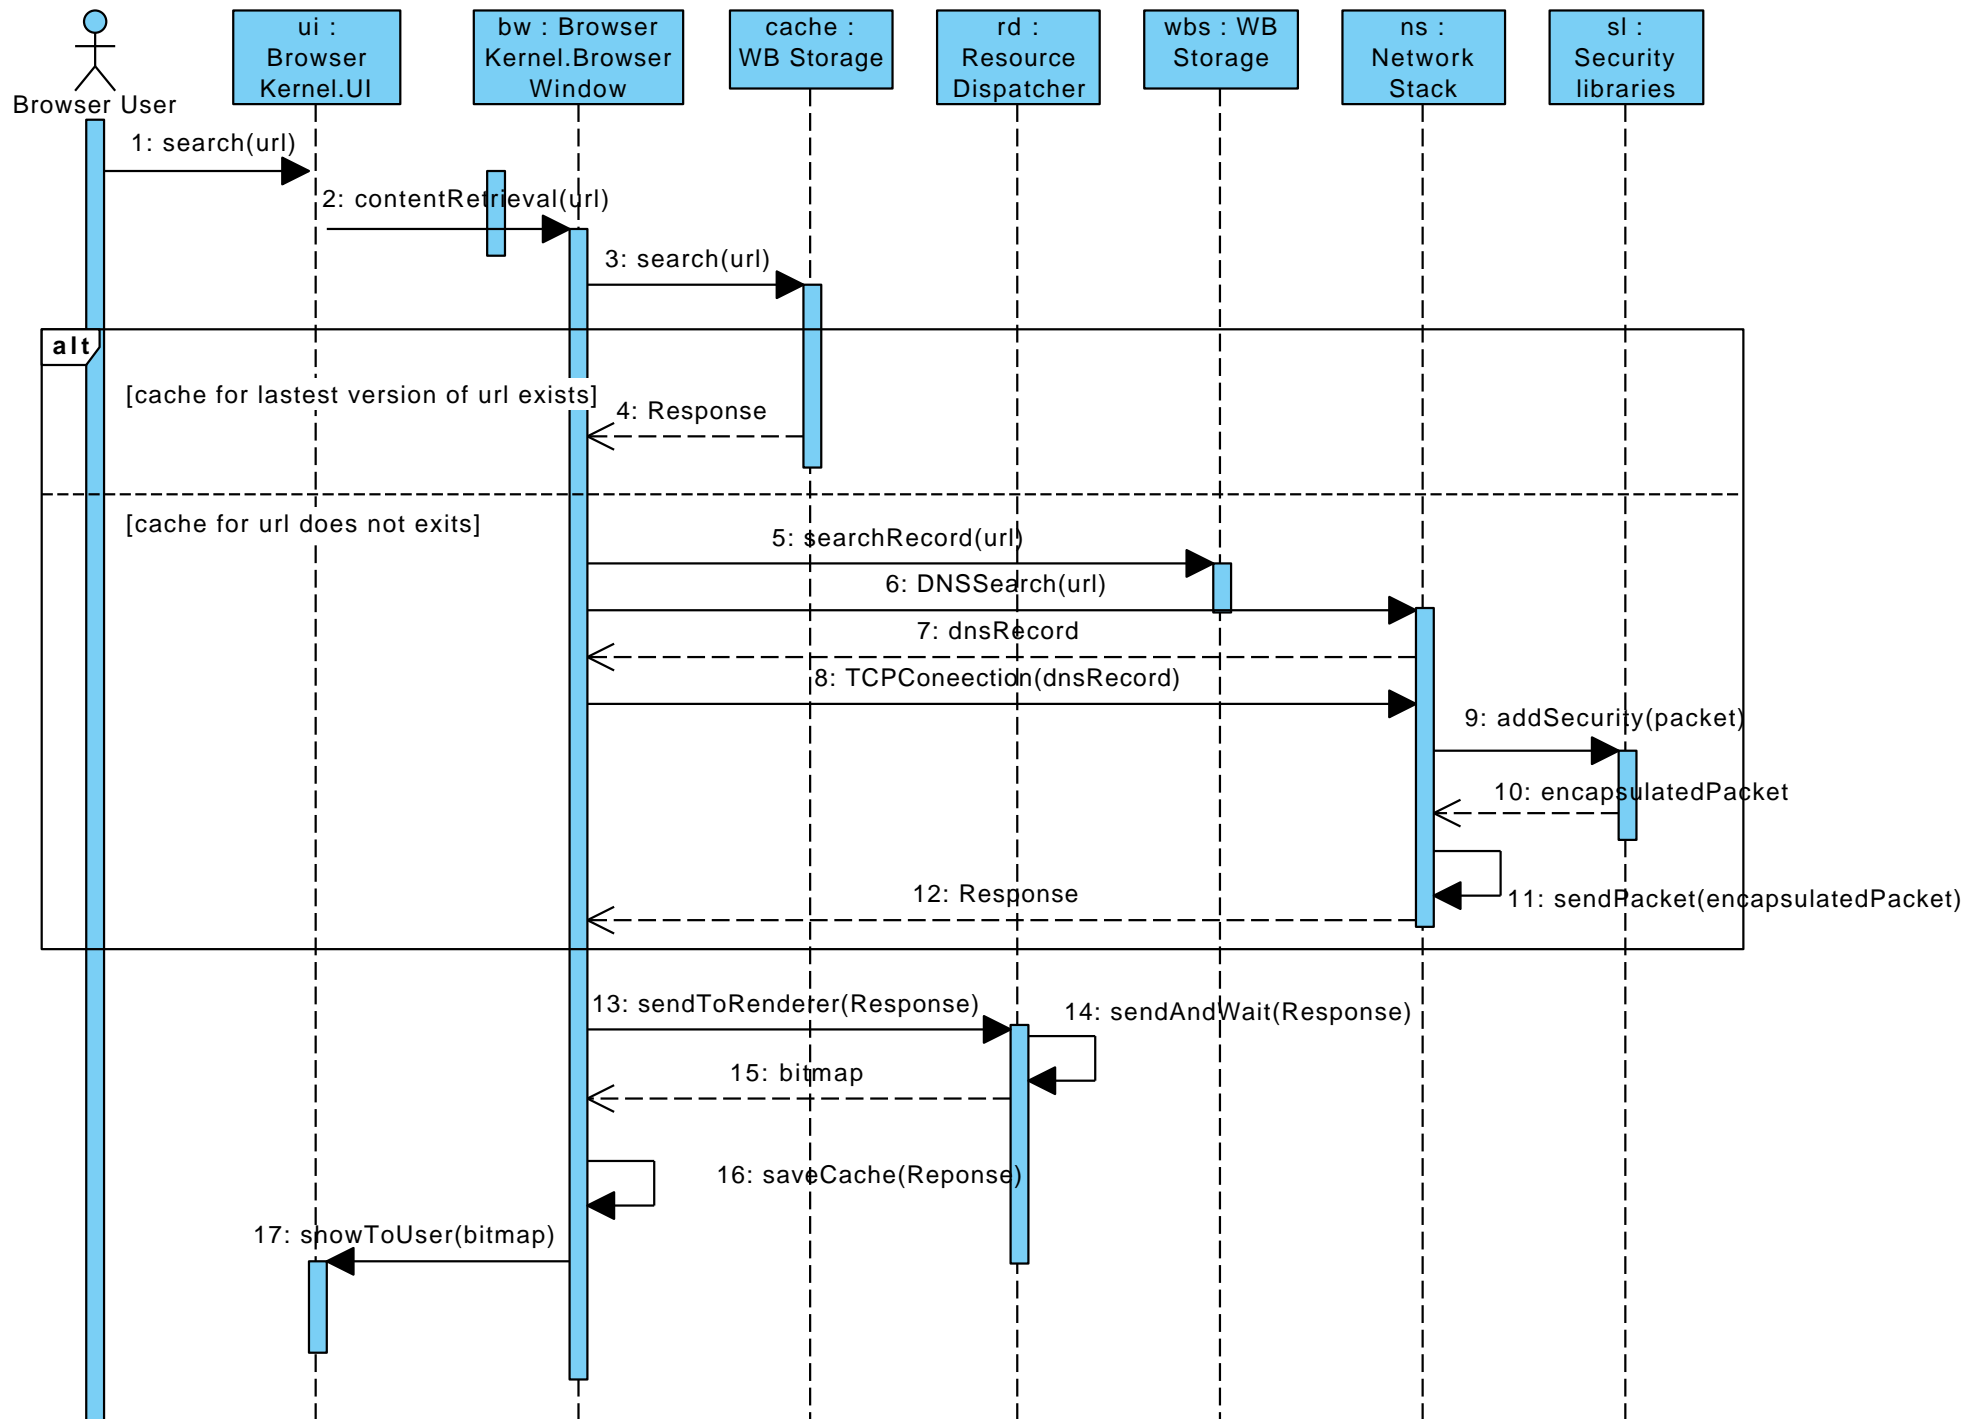 Browser User
ui :
Browser
Kernel.UI
bw : Browser
Kernel.Browser
Window
cache :
WB Storage
rd :
Resource
Dispatcher
wbs : WB
Storage
ns :
Network
Stack
sl :
Security
libraries
1: search(url)
2: contentRetrieval(url)
3: search(url)
alt
[cache for lastest version of url exists]
4: Response
[cache for url does not exits]
5: searchRecord(url)
6: DNSSearch(url)
7: dnsRecord
8: TCPConeection(dnsRecord)
9: addSecurity(packet)
10: encapsulatedPacket
11: sendPacket(encapsulatedPacket)
12: Response
13: sendToRenderer(Response)
14: sendAndWait(Response)
15: bitmap
16: saveCache(Reponse)
17: showToUser(bitmap)